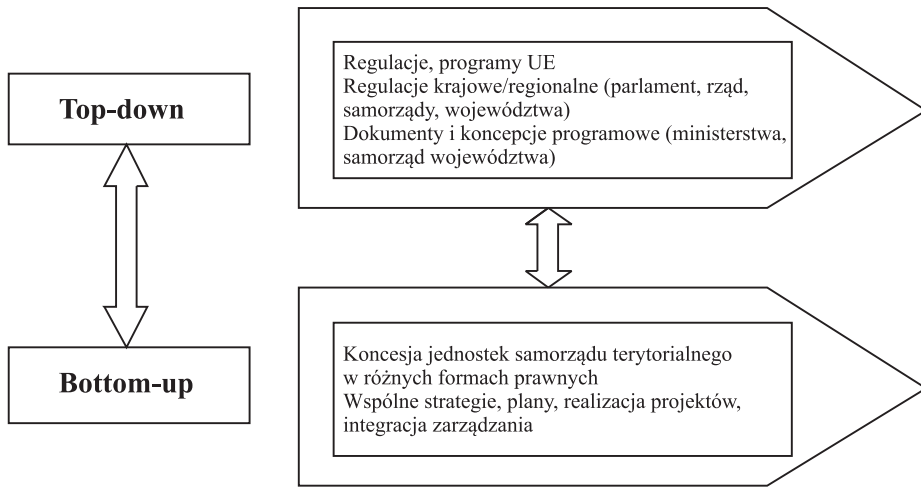 Top-down
Regulacje, programy UE
Regulacje krajowe/regionalne (parlament, rząd,
samorządy, województwa)
Dokumenty i koncepcje programowe (ministerstwa,
samorząd województwa)
Bottom-up
Koncesja jednostek samorządu terytorialnego
w różnych formach prawnych
Wspólne strategie, plany, realizacja projektów,
integracja zarządzania